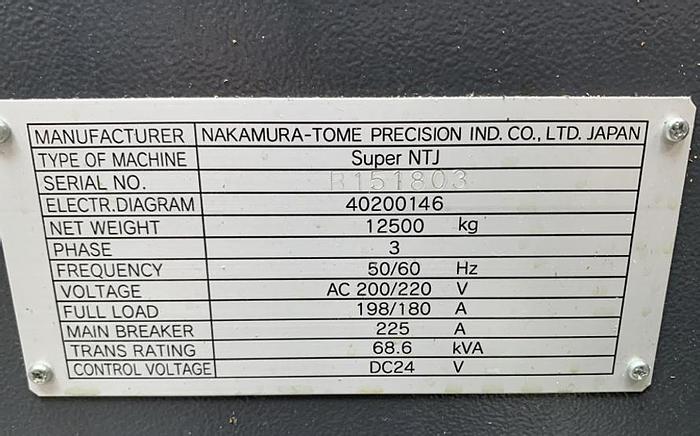 MANUFACTURER NAKAMURA-TOME PRECISION IND. CO., LTD. JAPAN
TYPE OF MACHINE Super NTJ
SERIAL NO. B151803
ELECTR.DIAGRAM 40200146
NET WEIGHT 12500 kg
PHASE 3
FREQUENCY 50/60 Hz
VOLTAGE AC 200/220 V
FULL LOAD 198/180 A
MAIN BREAKER 225 A
TRANS RATING 68.6 kVA
CONTROL VOLTAGE DC24 V